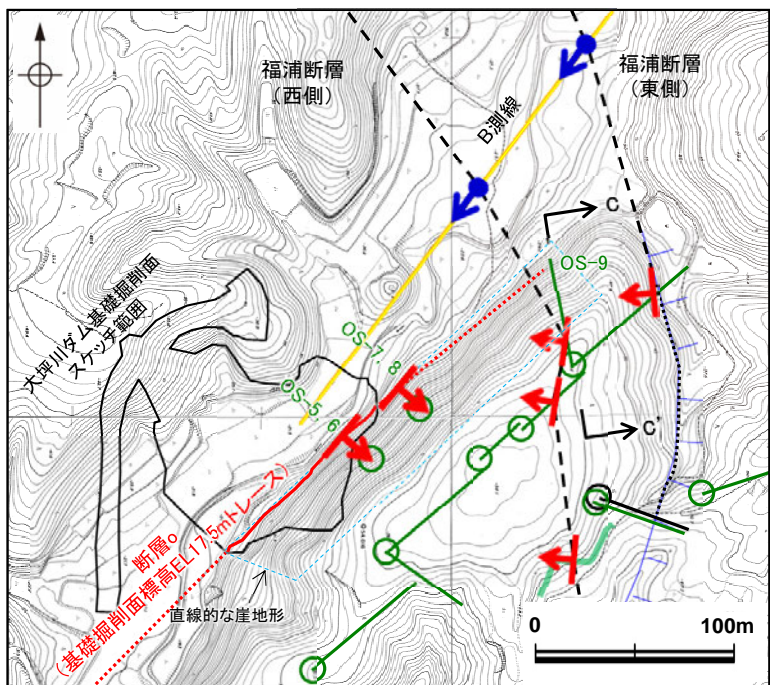 福浦断層
（西側）
福浦断層
（東側）
B測線
C
OS-9
大坪川ダム基礎掘削面
スケッチ範囲
OS-7, 8
OS-5, 6
C'
断層o
(基礎掘削面標高EL17.5mトレース)
直線的な崖地形
0
100m